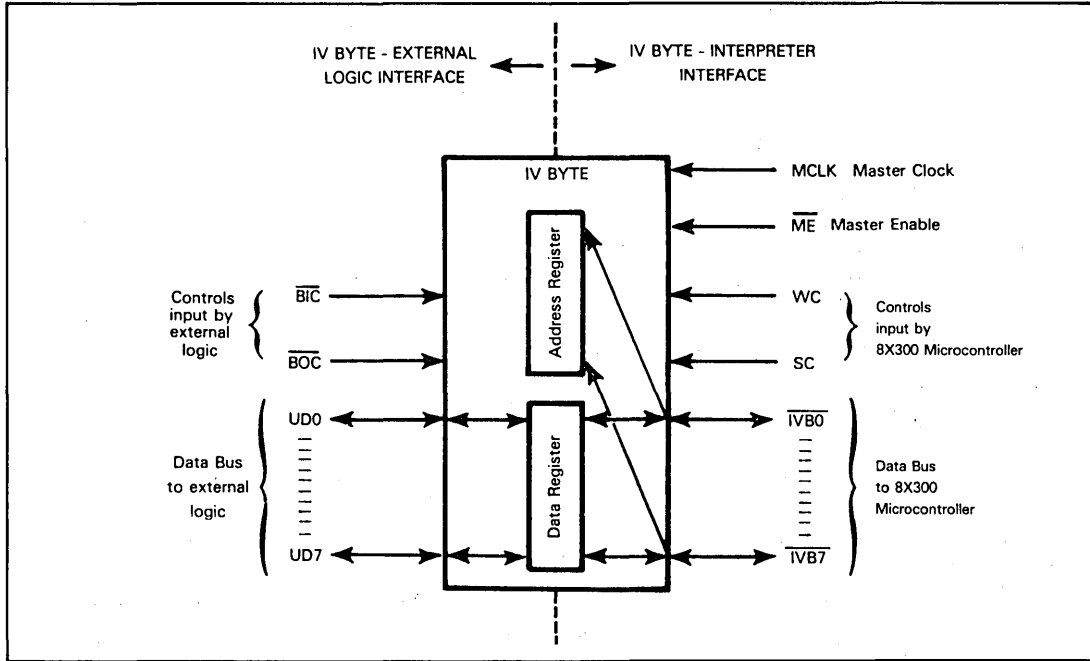 IV BYTE - EXTERNAL
LOGIC INTERFACE
IV BYTE - INTERPRETER
INTERFACE
IV BYTE
MCLK Master Clock
ME Master Enable
Address Register
Controls
input by
external
logic
BIC
BOC
WC
SC
Controls
input by
8X300 Microcontroller
Data Bus
to external
logic
UD0
UD7
Data Register
IVB0
IVB7
Data Bus
to 8X300
Microcontroller